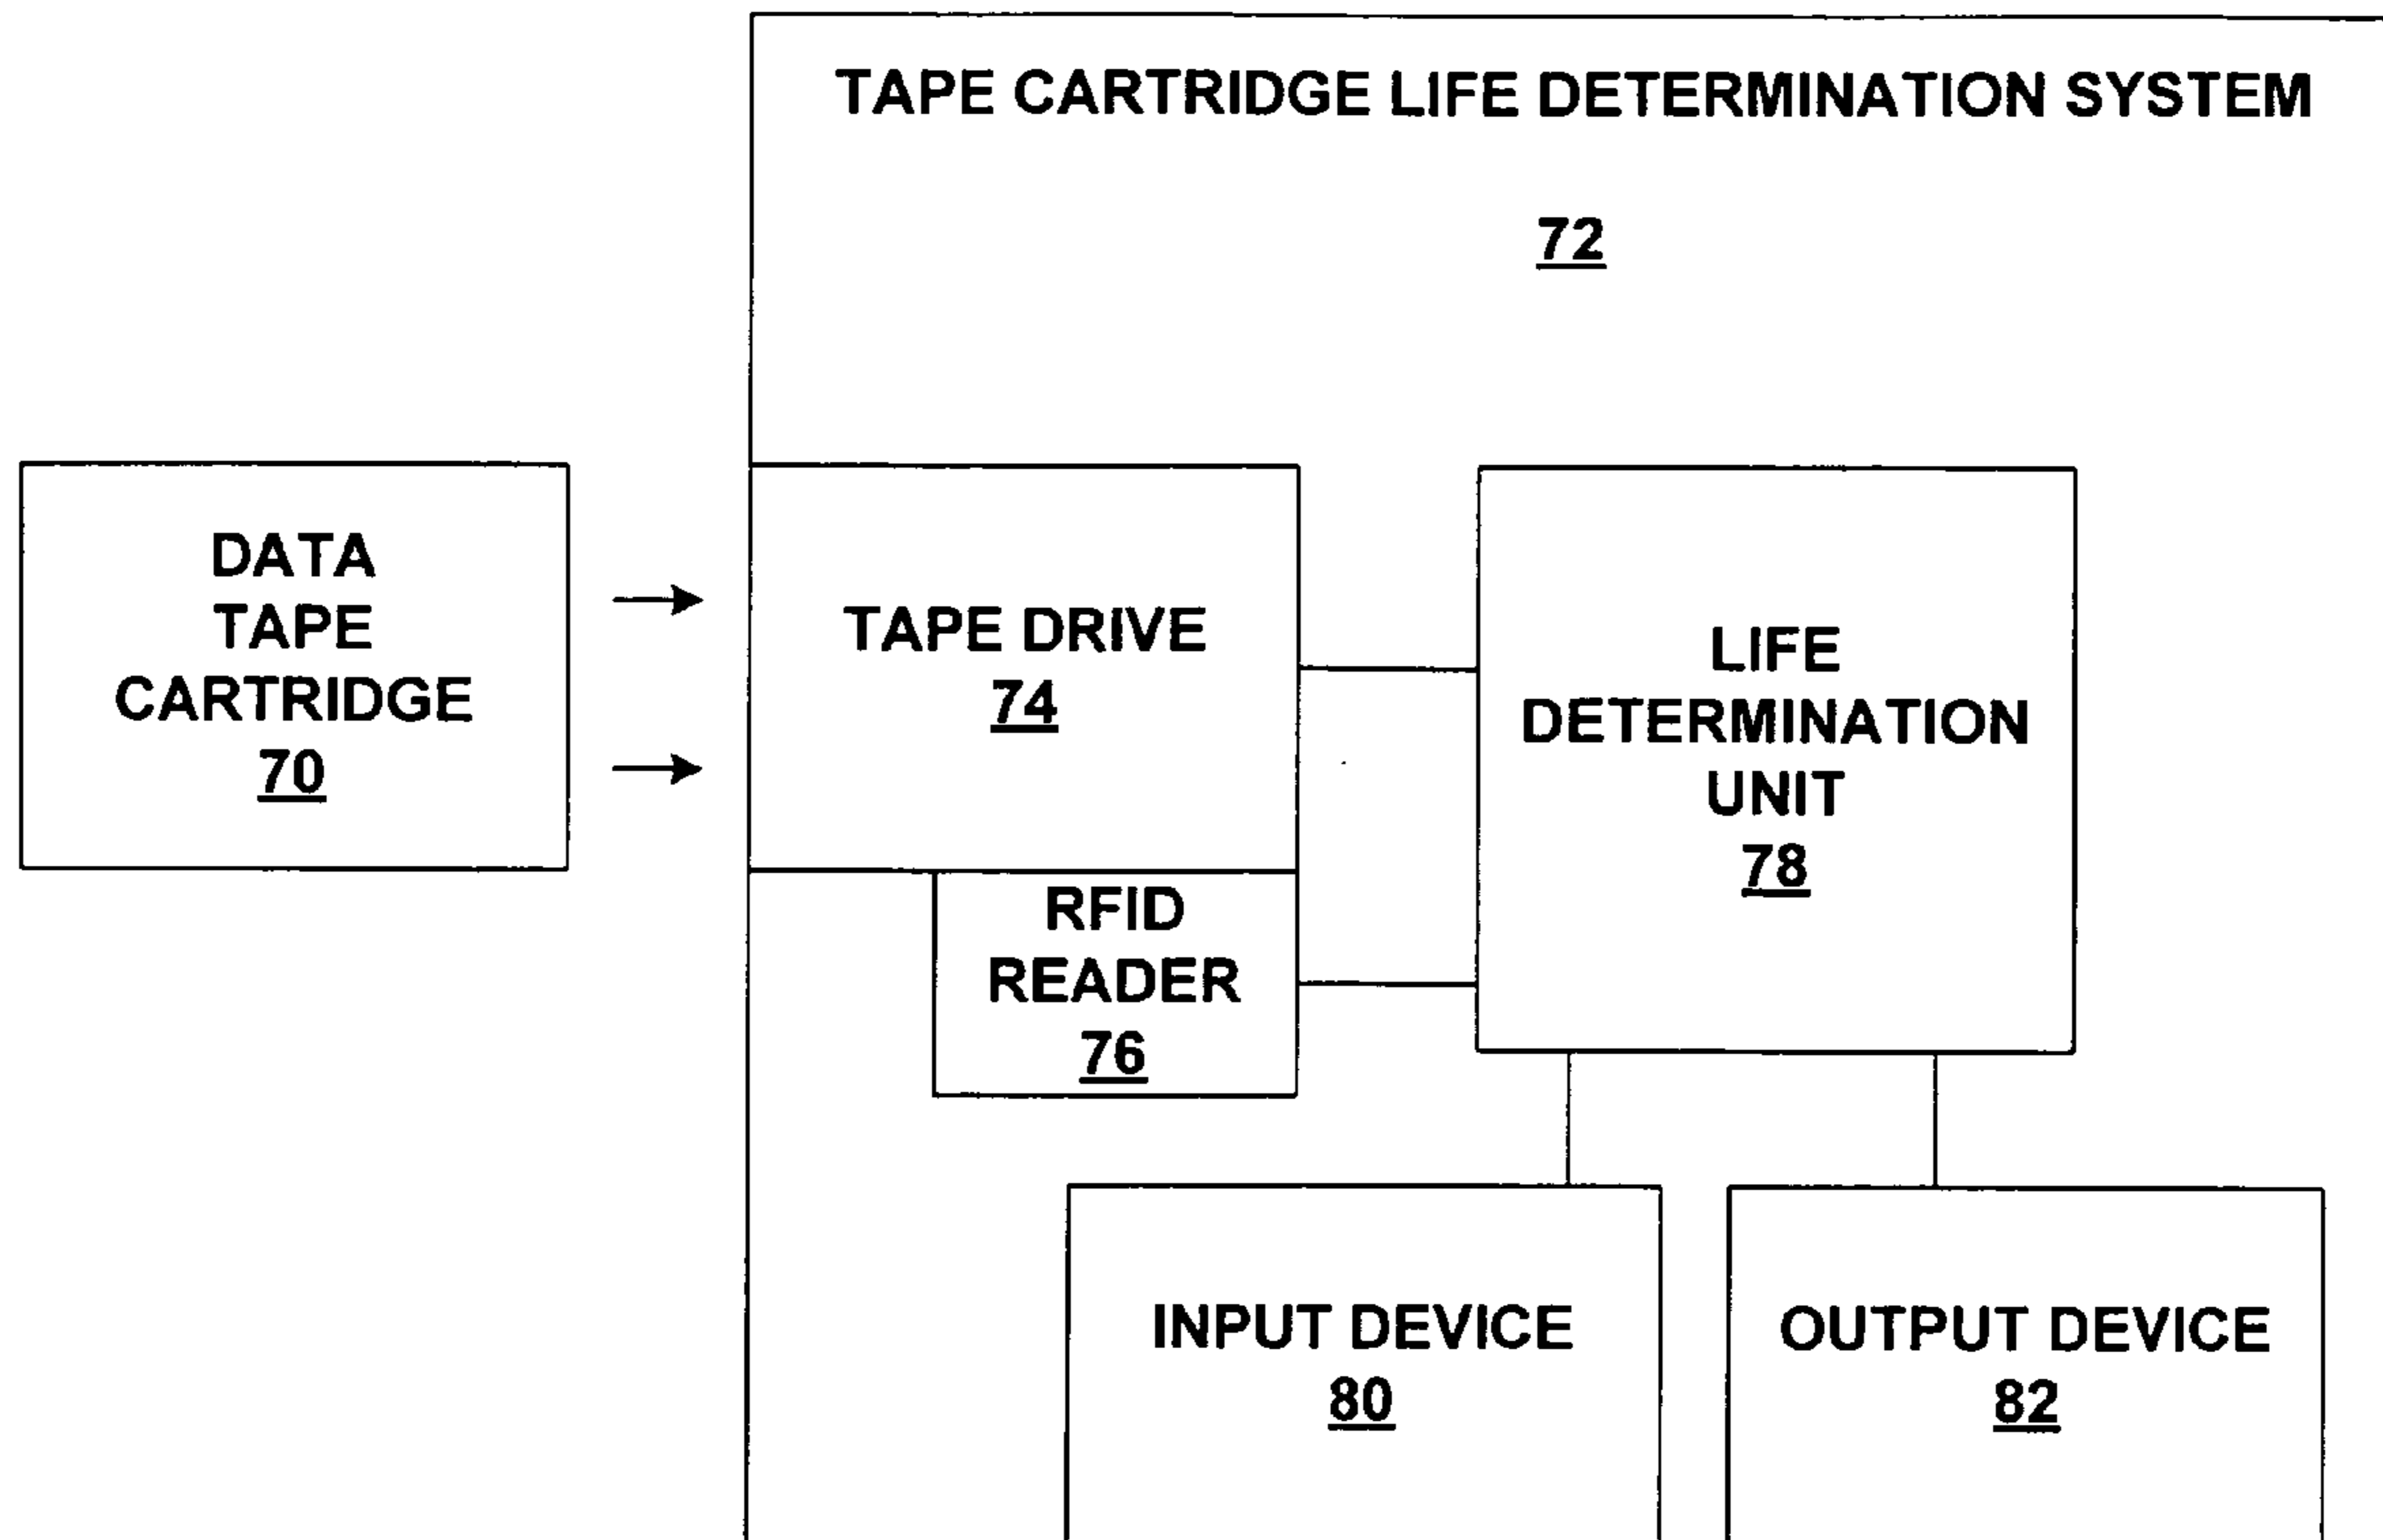 TAPE CARTRIDGE LIFE DETERMINATION SYSTEM
72
DATA
TAPE
CARTRIDGE
70
TAPE DRIVE
74
LIFE
DETERMINATION
UNIT
78
RFID
READER
76
INPUT DEVICE
80
OUTPUT DEVICE
82